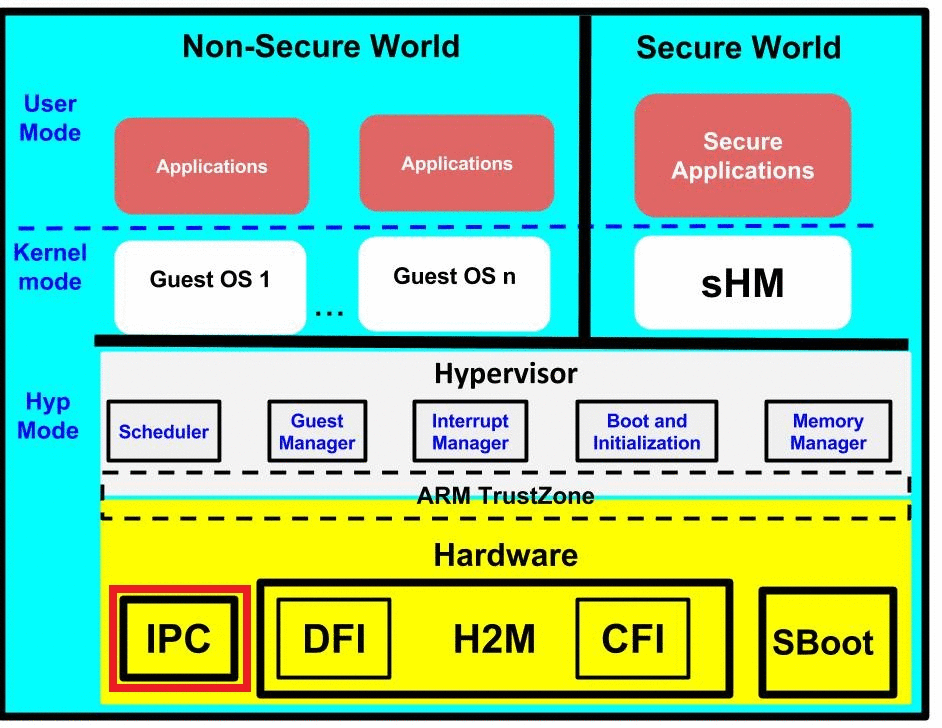 Non-Secure World
Secure World
User
Mode
Applications
Applications
Secure
Applications
Kernel
mode
Guest OS 1
...
Guest OS n
sHM
Hyp
Mode
Hypervisor
Scheduler
Guest
Manager
Interrupt
Manager
Boot and
Initialization
Memory
Manager
ARM TrustZone
Hardware
IPC
DFI
H2M
CFI
SBoot